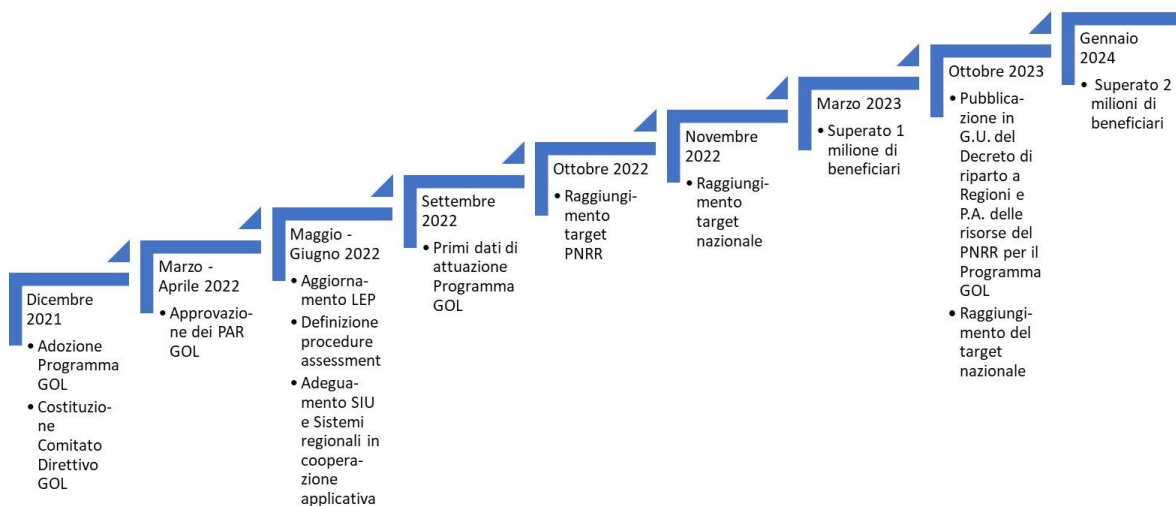 Dicembre
2021
• Adozione
Programma
GOL
• Costituzio-
ne
Comitato
Direttivo
GOL
Marzo -
Aprile 2022
• Approvazio-
ne dei PAR
GOL
Maggio -
Giugno 2022
• Aggiorna-
mento LEP
• Definizione
procedure
assessment
• Adegua-
mento SIU
e Sistemi
regionali in
coopera-
zione
applicativa
Settembre
2022
• Primi dati di
attuazione
Programma
GOL
Ottobre 2022
• Raggiungi-
mento
target
PNRR
Novembre
2022
• Raggiungi-
mento
target
nazionale
Marzo 2023
• Superato 1
milione di
beneficiari
Ottobre 2023
• Pubblica-
zione in
G.U. del
Decreto di
riparto a
Regioni e
P.A. delle
risorse del
PNRR per il
Programma
GOL
• Raggiungi-
mento del
target
nazionale
Gennaio
2024
• Superato 2
milioni di
beneficiari